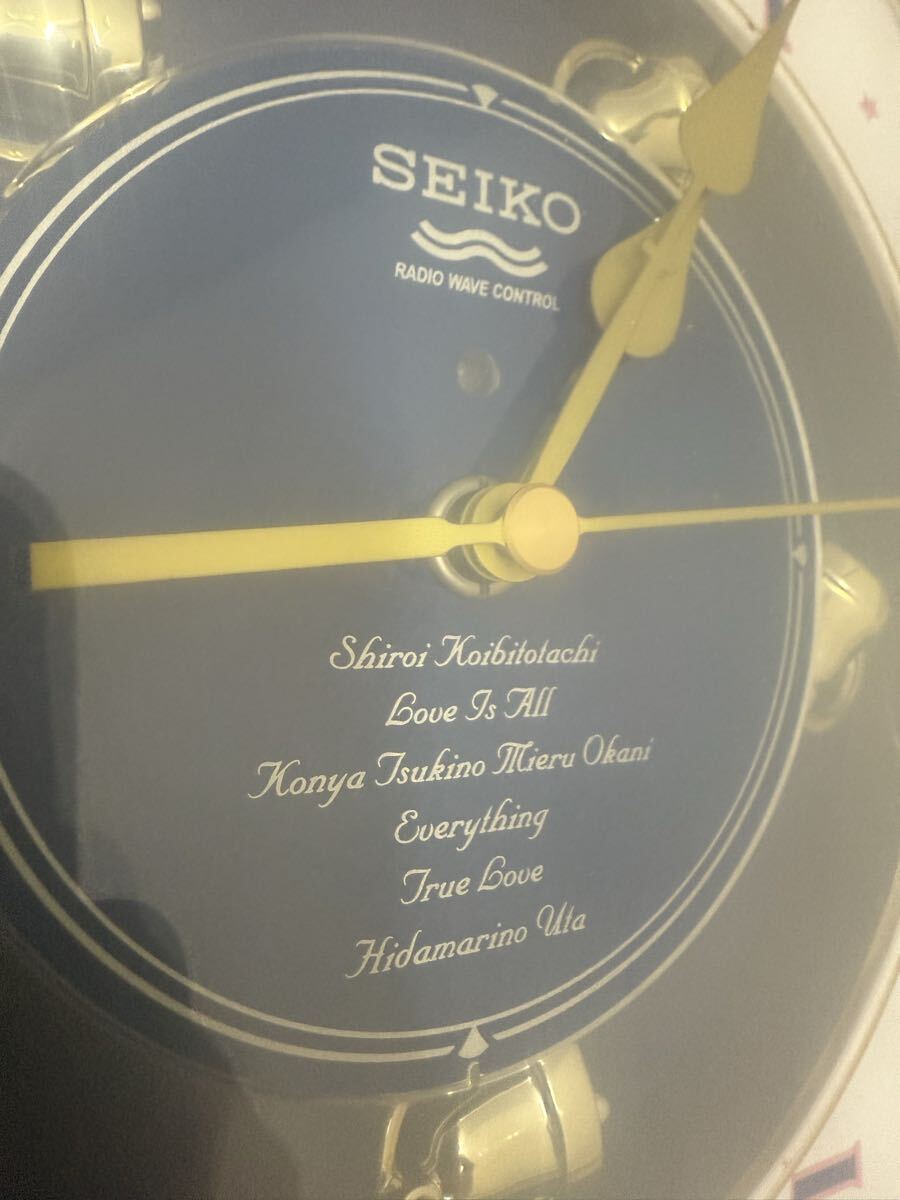 SEIKO
RADIO WAVE CONTROL
Shiroi Koibitotachi
Love Is All
Konya Tsukino Mieru Okani
Everything
True Love
Hidamarino Uta